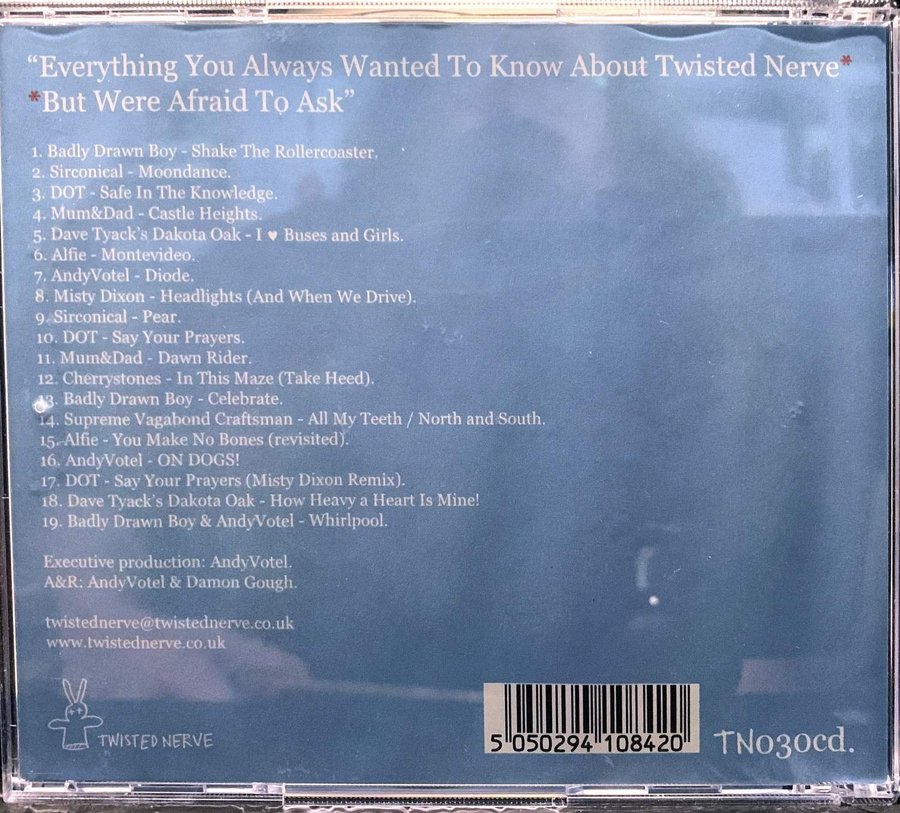 “Everything You Always Wanted To Know About Twisted Nerve*
*But Were Afraid To Ask”
1. Badly Drawn Boy - Shake The Rollercoaster.
2. Sirconical - Moondance.
3. DOT - Safe In The Knowledge.
4. Mum&Dad - Castle Heights.
5. Dave Tyack's Dakota Oak - I ♥ Buses and Girls.
6. Alfie - Montevideo.
7. AndyVotel - Diode.
8. Misty Dixon - Headlights (And When We Drive).
9. Sirconical - Pear.
10. DOT - Say Your Prayers.
11. Mum&Dad - Dawn Rider.
12. Cherrystones - In This Maze (Take Heed).
13. Badly Drawn Boy - Celebrate.
14. Supreme Vagabond Craftsman - All My Teeth / North and South.
15. Alfie - You Make No Bones (revisited).
16. AndyVotel - ON DOGS!
17. DOT - Say Your Prayers (Misty Dixon Remix).
18. Dave Tyack's Dakota Oak - How Heavy a Heart Is Mine!
19. Badly Drawn Boy & AndyVotel - Whirlpool.
Executive production: AndyVotel.
A&R: AndyVotel & Damon Gough.
twistednerve@twistednerve.co.uk
www.twistednerve.co.uk
TWISTED NERVE
5 050294 108420
TN030cd.